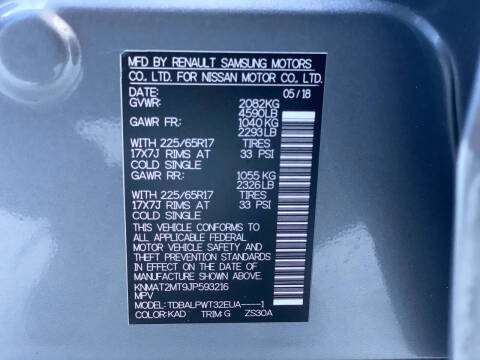 MFD BY RENAULT SAMSUNG MOTORS
CO., LTD. FOR NISSAN MOTOR CO., LTD.
DATE: 05/18
GVWR: 2082KG
4590LB
GAWR FR: 1040 KG
2293LB
WITH 225/65R17 TIRES
17X7J RIMS AT 33 PSI
COLD SINGLE
GAWR RR: 1055 KG
2326LB
WITH 225/65R17 TIRES
17X7J RIMS AT 33 PSI
COLD SINGLE
THIS VEHICLE CONFORMS TO
ALL APPLICABLE FEDERAL
MOTOR VEHICLE SAFETY AND
THEFT PREVENTION STANDARDS
IN EFFECT ON THE DATE OF
MANUFACTURE SHOWN ABOVE.
KNMAT2MT9JP593216
MPV
MODEL: TDBALPWT32EUA----1
COLOR: KAD TRIM: G ZS30A